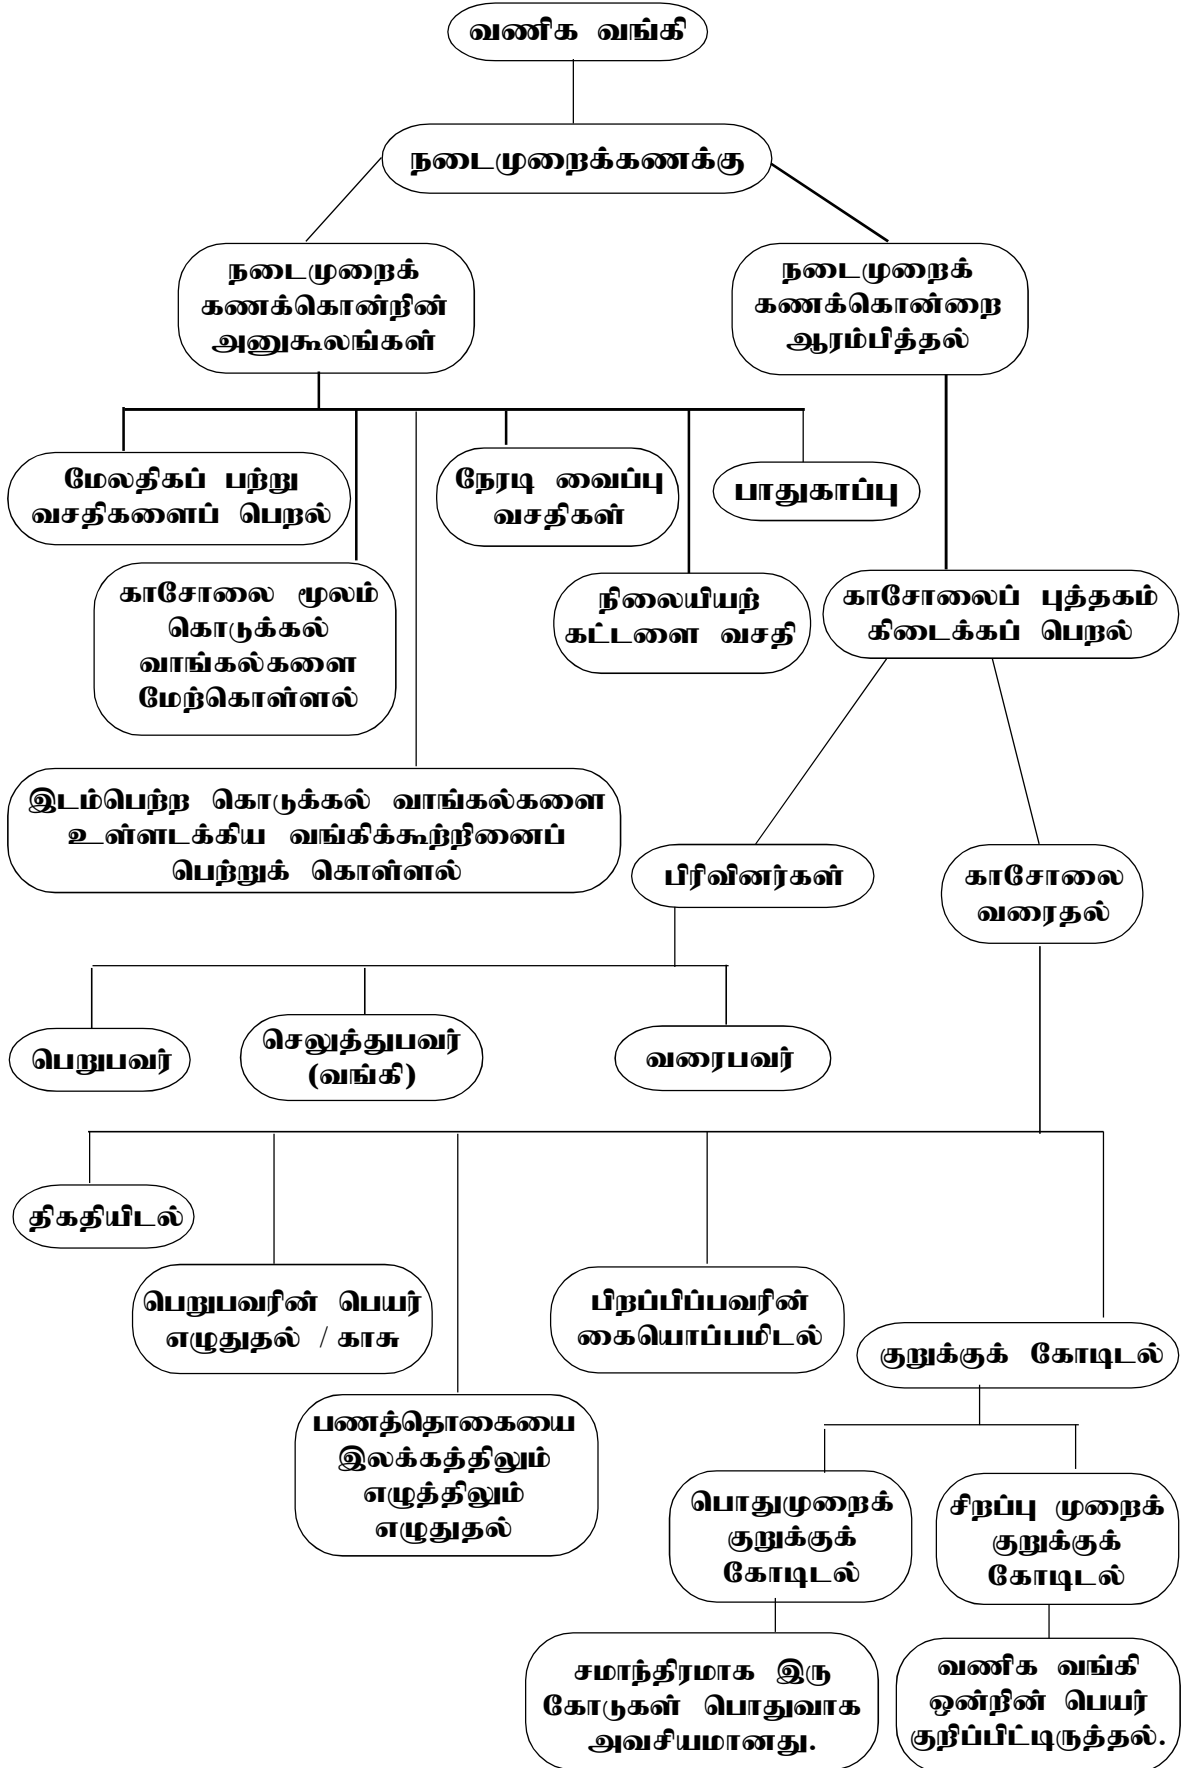 வணிக வங்கி
நடைமுறைக்கணக்கு
நடைமுறைக்
கணக்கொன்றின்
அனுகூலங்கள்
நடைமுறைக்
கணக்கொன்றை
ஆரம்பித்தல்
மேலதிகப் பற்று
வசதிகளைப் பெறல்
நேரடி வைப்பு
வசதிகள்
பாதுகாப்பு
காசோலை மூலம்
கொடுக்கல்
வாங்கல்களை
மேற்கொள்ளல்
நிலையியற்
கட்டளை வசதி
காசோலைப் புத்தகம்
கிடைக்கப் பெறல்
இடம்பெற்ற கொடுக்கல் வாங்கல்களை
உள்ளடக்கிய வங்கிக்கூற்றினைப்
பெற்றுக் கொள்ளல்
பிரிவினர்கள்
காசோலை
வரைதல்
பெறுபவர்
செலுத்துபவர்
(வங்கி)
வரைபவர்
திகதியிடல்
பெறுபவரின் பெயர்
எழுதுதல் / காசு
பிறப்பிப்பவரின்
கையொப்பமிடல்
குறுக்குக் கோடிடல்
பணத்தொகையை
இலக்கத்திலும்
எழுத்திலும்
எழுதுதல்
பொதுமுறைக்
குறுக்குக்
கோடிடல்
சிறப்பு முறைக்
குறுக்குக்
கோடிடல்
சமாந்திரமாக இரு
கோடுகள் பொதுவாக
அவசியமானது.
வணிக வங்கி
ஒன்றின் பெயர்
குறிப்பிட்டிருத்தல்.